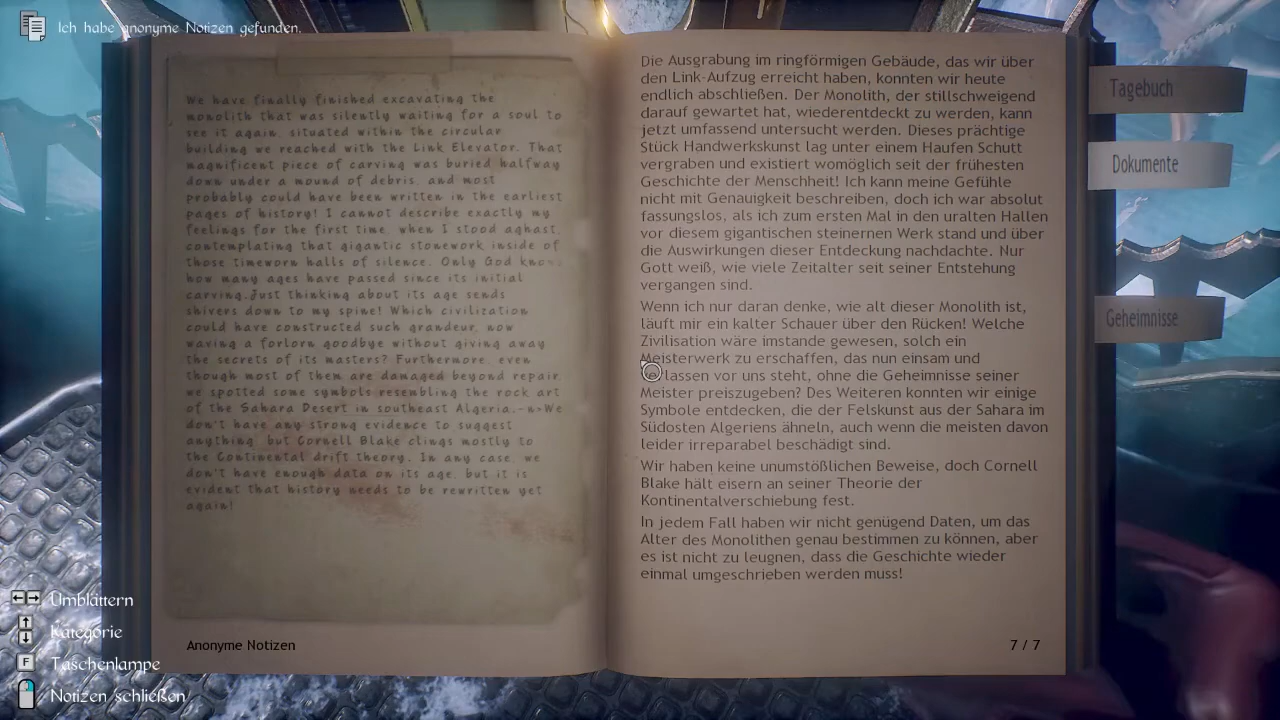 Ich habe anonyme Notizen gefunden.
We have finally finished excavating the
monolith that was silently waiting for a soul to
see it again, situated within the circular
building we reached with the Link Elevator. That
magnificent piece of carving was buried halfway
down under a mound of debris, and most
probably could have been written in the earliest
pages of history! I cannot describe exactly my
feelings for the first time, when I stood aghast,
contemplating that gigantic stonework inside of
those timeworn halls of silence. Only God knows
how many ages have passed since its initial
carving.Just thinking about its age sends
shivers down to my spine! Which civilization
could have constructed such grandeur, now
waving a forlorn goodbye without giving away
the secrets of its masters? Furthermore, even
though most of them are damaged beyond repair,
we spotted some symbols resembling the rock art
of the Sahara Desert in southeast Algeria.-n>We
don't have any strong evidence to suggest
anything, but Cornell Blake clings mostly to
the Continental drift theory. In any case, we
don't have enough data on its age, but it is
evident that history needs to be rewritten yet
again!
Anonyme Notizen
Die Ausgrabung im ringförmigen Gebäude, das wir über
den Link-Aufzug erreicht haben, konnten wir heute
endlich abschließen. Der Monolith, der stillschweigend
darauf gewartet hat, wiederentdeckt zu werden, kann
jetzt umfassend untersucht werden. Dieses prächtige
Stück Handwerkskunst lag unter einem Haufen Schutt
vergraben und existiert womöglich seit der frühesten
Geschichte der Menschheit! Ich kann meine Gefühle
nicht mit Genauigkeit beschreiben, doch ich war absolut
fassungslos, als ich zum ersten Mal in den uralten Hallen
vor diesem gigantischen steinernen Werk stand und über
die Auswirkungen dieser Entdeckung nachdachte. Nur
Gott weiß, wie viele Zeitalter seit seiner Entstehung
vergangen sind.
Wenn ich nur daran denke, wie alt dieser Monolith ist,
läuft mir ein kalter Schauer über den Rücken! Welche
Zivilisation wäre imstande gewesen, solch ein
Meisterwerk zu erschaffen, das nun einsam und
verlassen vor uns steht, ohne die Geheimnisse seiner
Meister preiszugeben? Des Weiteren konnten wir einige
Symbole entdecken, die der Felskunst aus der Sahara im
Südosten Algeriens ähneln, auch wenn die meisten davon
leider irreparabel beschädigt sind.
Wir haben keine unumstößlichen Beweise, doch Cornell
Blake hält eisern an seiner Theorie der
Kontinentalverschiebung fest.
In jedem Fall haben wir nicht genügend Daten, um das
Alter des Monolithen genau bestimmen zu können, aber
es ist nicht zu leugnen, dass die Geschichte wieder
einmal umgeschrieben werden muss!
7 / 7
Tagebuch
Dokumente
Geheimnisse
Umblättern
Kategorie
F Taschenlampe
Notizen schließen